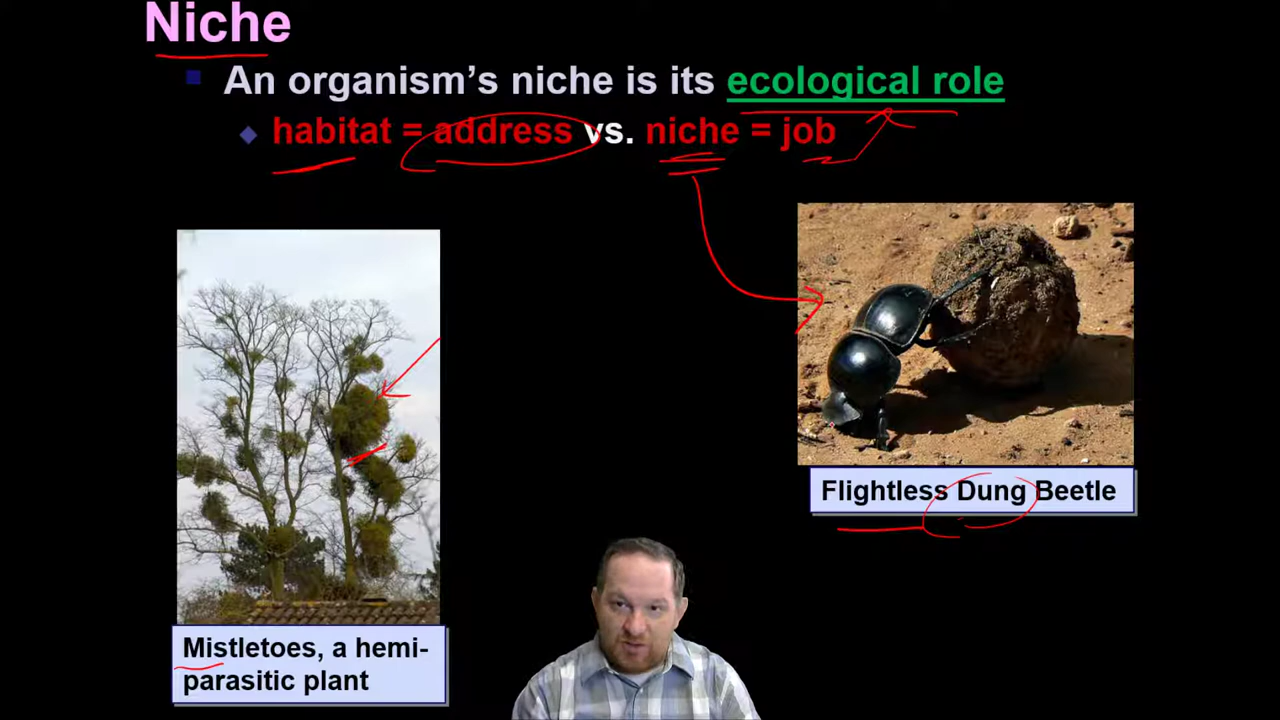 Niche
An organism's niche is its ecological role
habitat = address vs. niche = job
Flightless Dung Beetle
Mistletoes, a hemi-
parasitic plant